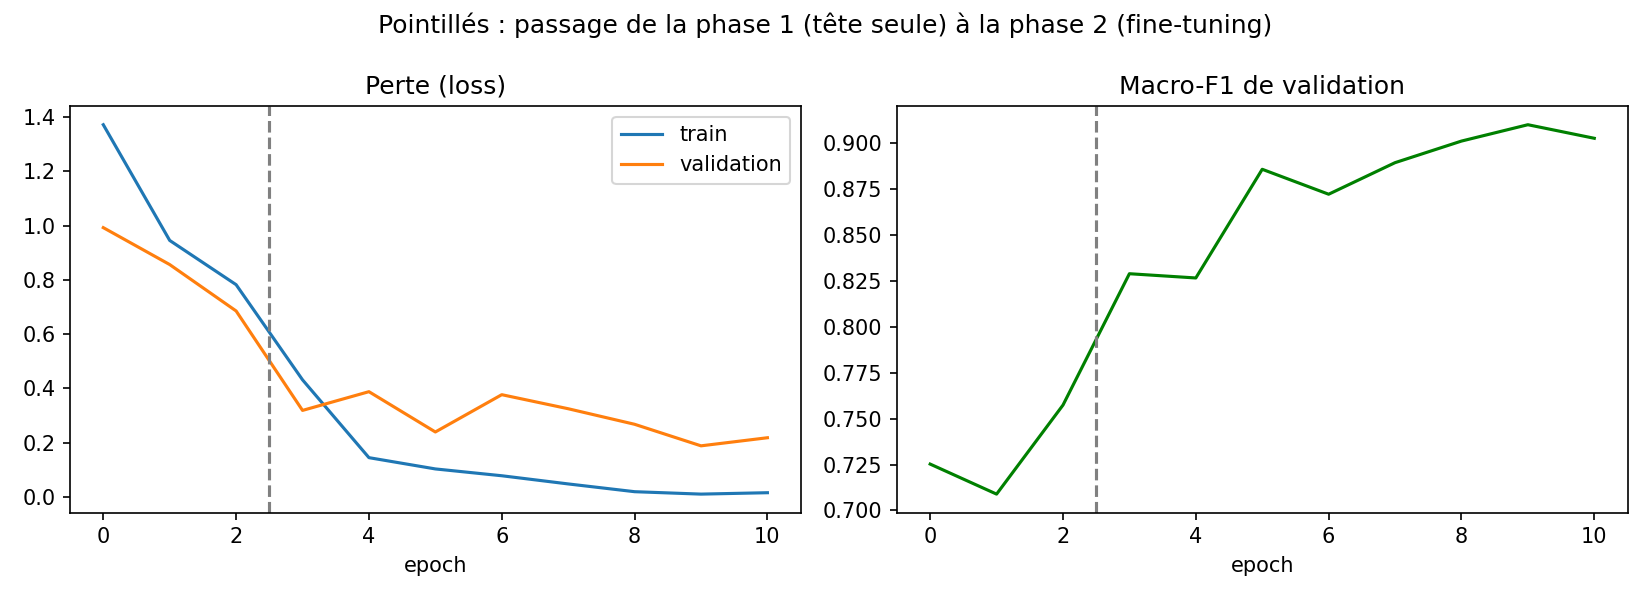 Pointillés : passage de la phase 1 (tête seule) à la phase 2 (fine-tuning)
Perte (loss)
1.4
1.2
1.0
0.8
0.6
0.4
0.2
0.0
train
validation
0 2 4 6 8 10
epoch
Macro-F1 de validation
0.900
0.875
0.850
0.825
0.800
0.775
0.750
0.725
0.700
0 2 4 6 8 10
epoch